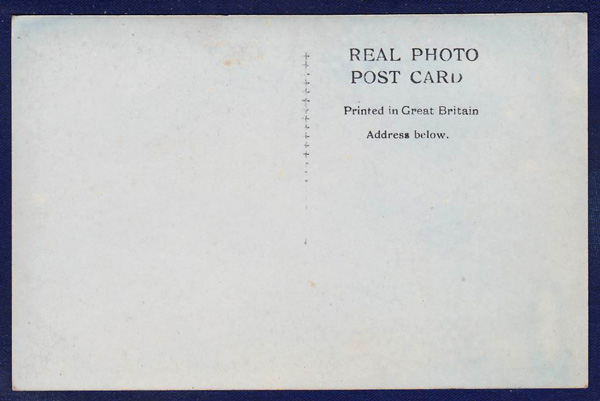 REAL PHOTO
POST CARD
Printed in Great Britain
Address below.